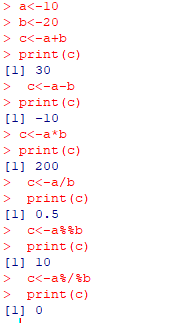 > a<-10
> b<-20
> c<-a+b
> print(c)
[1] 30
>  c<-a-b
> print(c)
[1] -10
> c<-a*b
> print(c)
[1] 200
>  c<-a/b
>  print(c)
[1] 0.5
>  c<-a%%b
>  print(c)
[1] 10
>  c<-a%/%b
>  print(c)
[1] 0